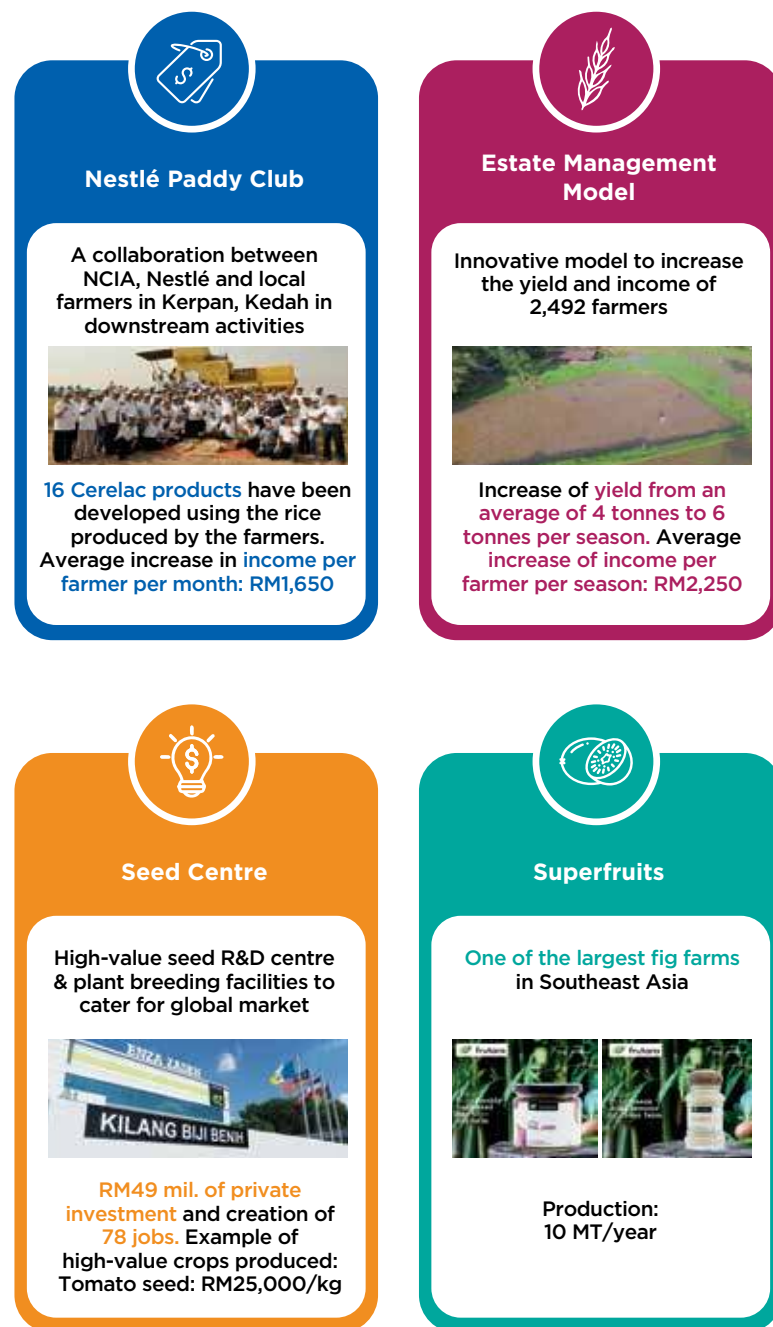 Nestlé Paddy Club
A collaboration between
NCIA, Nestlé and local
farmers in Kerpan, Kedah in
downstream activities
16 Cerelac products have been
developed using the rice
produced by the farmers.
Average increase in income per
farmer per month: RM1,650
Estate Management
Model
Innovative model to increase
the yield and income of
2,492 farmers
Increase of yield from an
average of 4 tonnes to 6
tonnes per season. Average
increase of income per
farmer per season: RM2,250
Seed Centre
High-value seed R&D centre
& plant breeding facilities to
cater for global market
ENZA ZADEN
KILANG BIJI BENIH
RM49 mil. of private
investment and creation of
78 jobs. Example of
high-value crops produced:
Tomato seed: RM25,000/kg
Superfruits
One of the largest fig farms
in Southeast Asia
frutara
frutara
Production:
10 MT/year